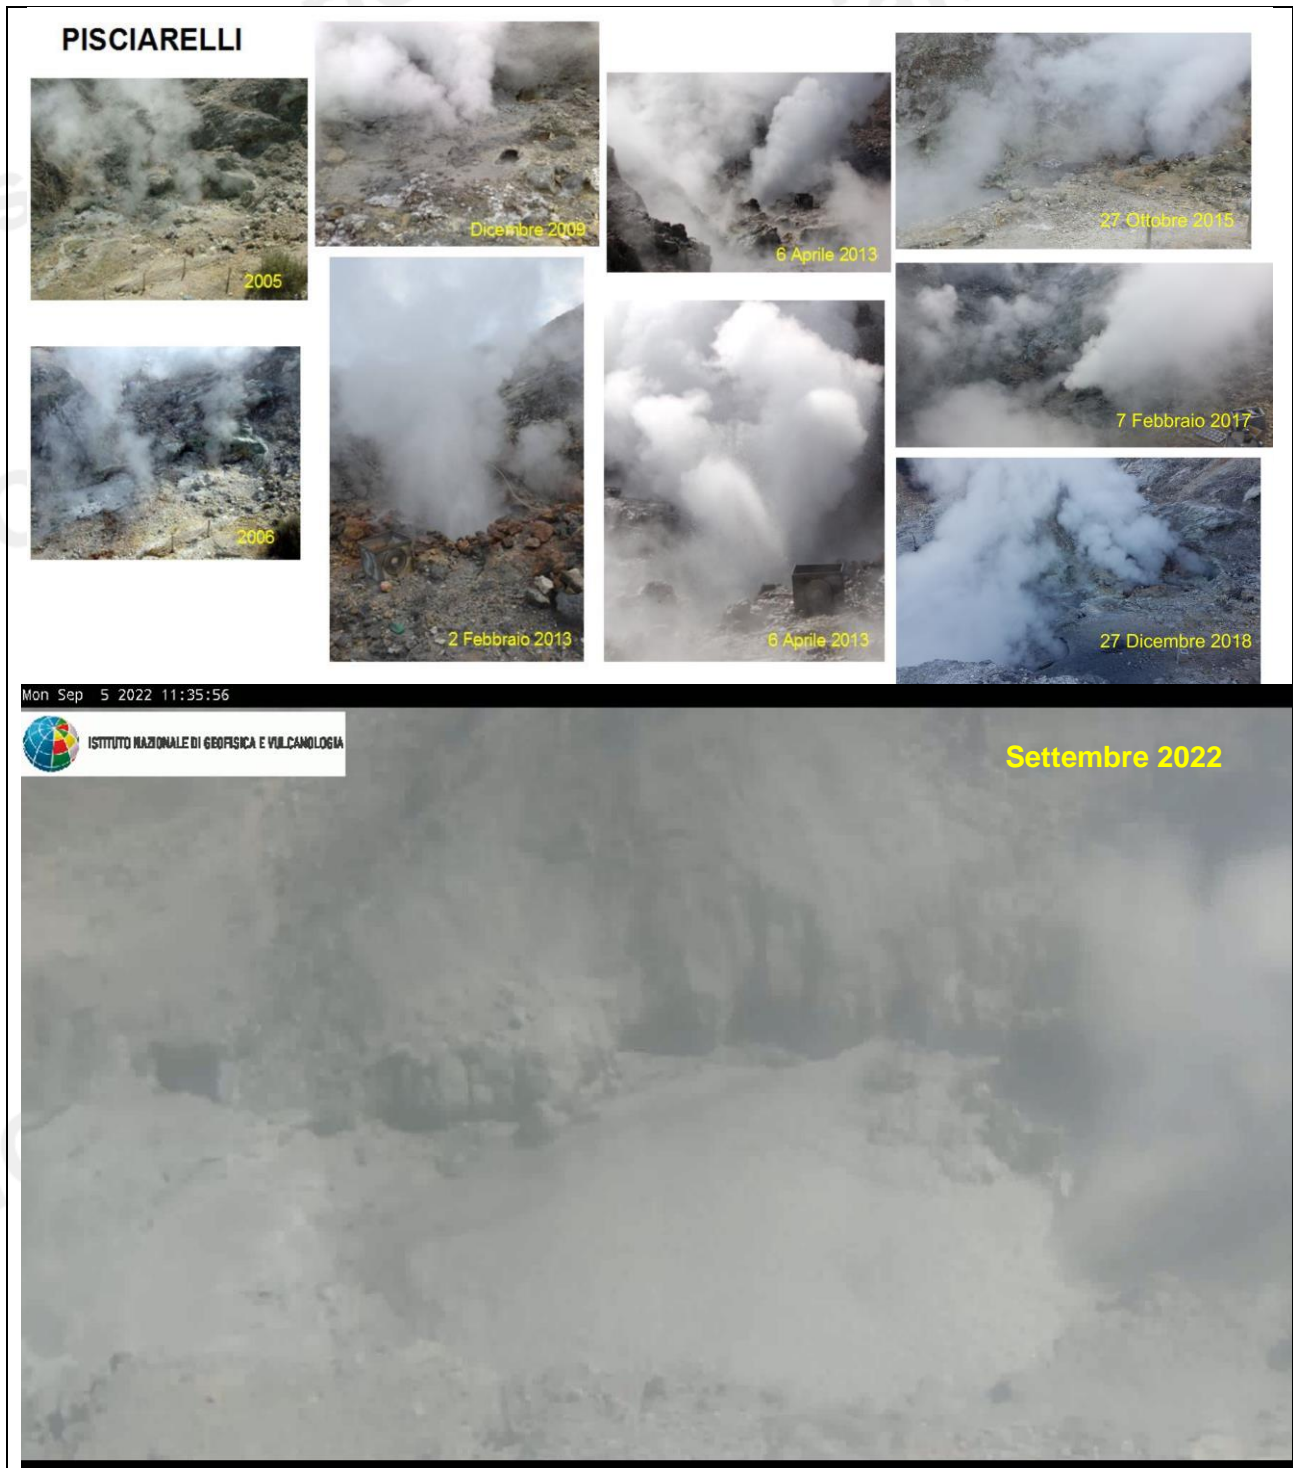 PISCIARELLI
2005
Dicembre 2009
6 Aprile 2013
27 Ottobre 2015
2006
2 Febbraio 2013
6 Aprile 2013
7 Febbraio 2017
27 Dicembre 2018
Mon Sep 5 2022 11:35:56
ISTITUTO NAZIONALE DI GEOFISICA E VULCANOLOGIA
Settembre 2022